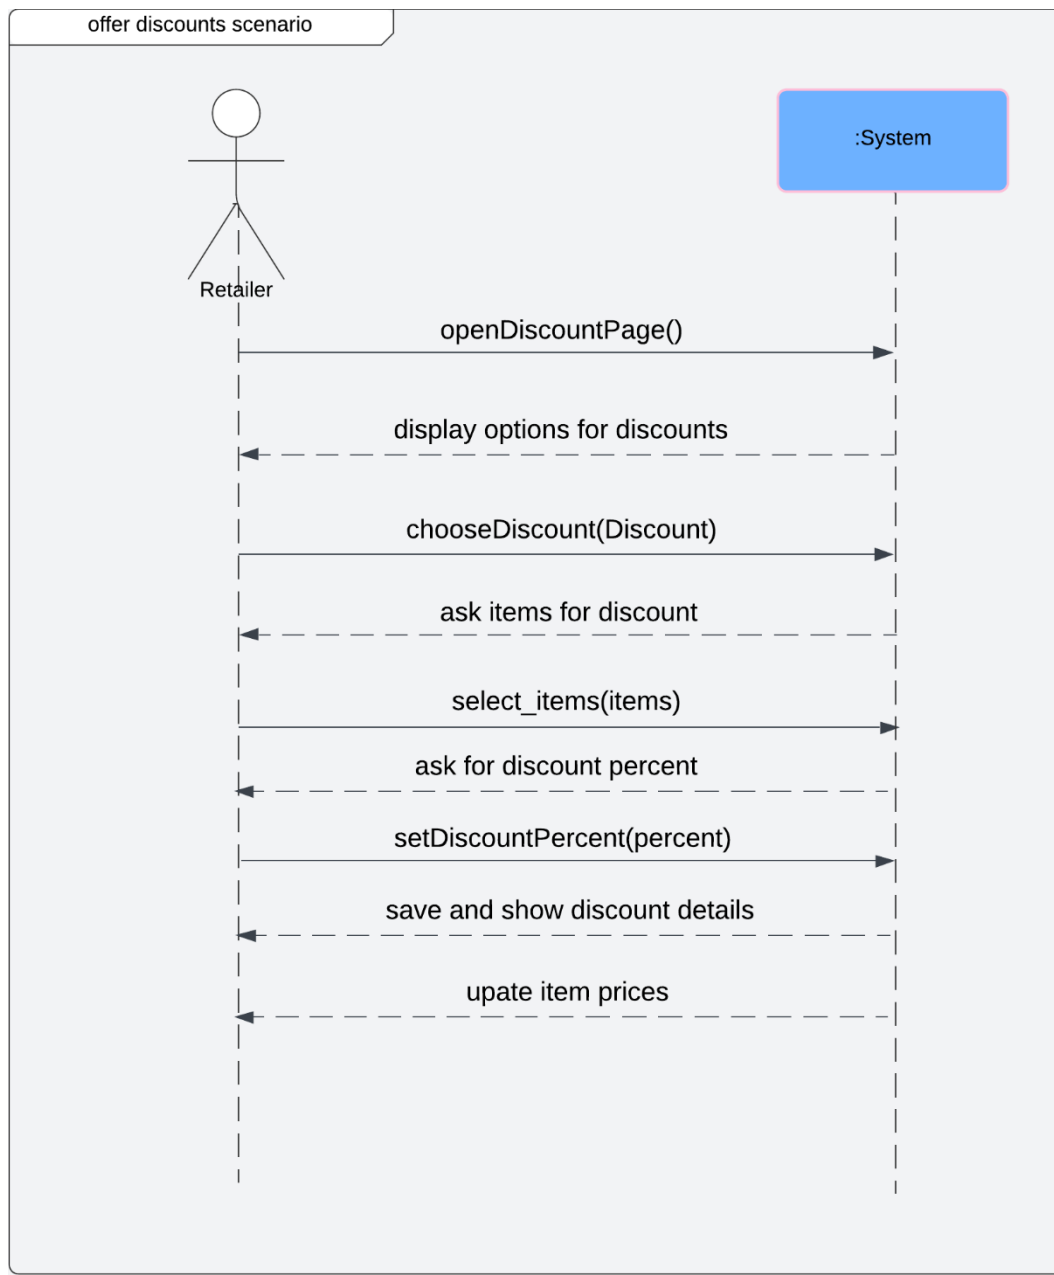 offer discounts scenario
:System
Retailer
openDiscountPage()
display options for discounts
chooseDiscount(Discount)
ask items for discount
select_items(items)
ask for discount percent
setDiscountPercent(percent)
save and show discount details
upate item prices